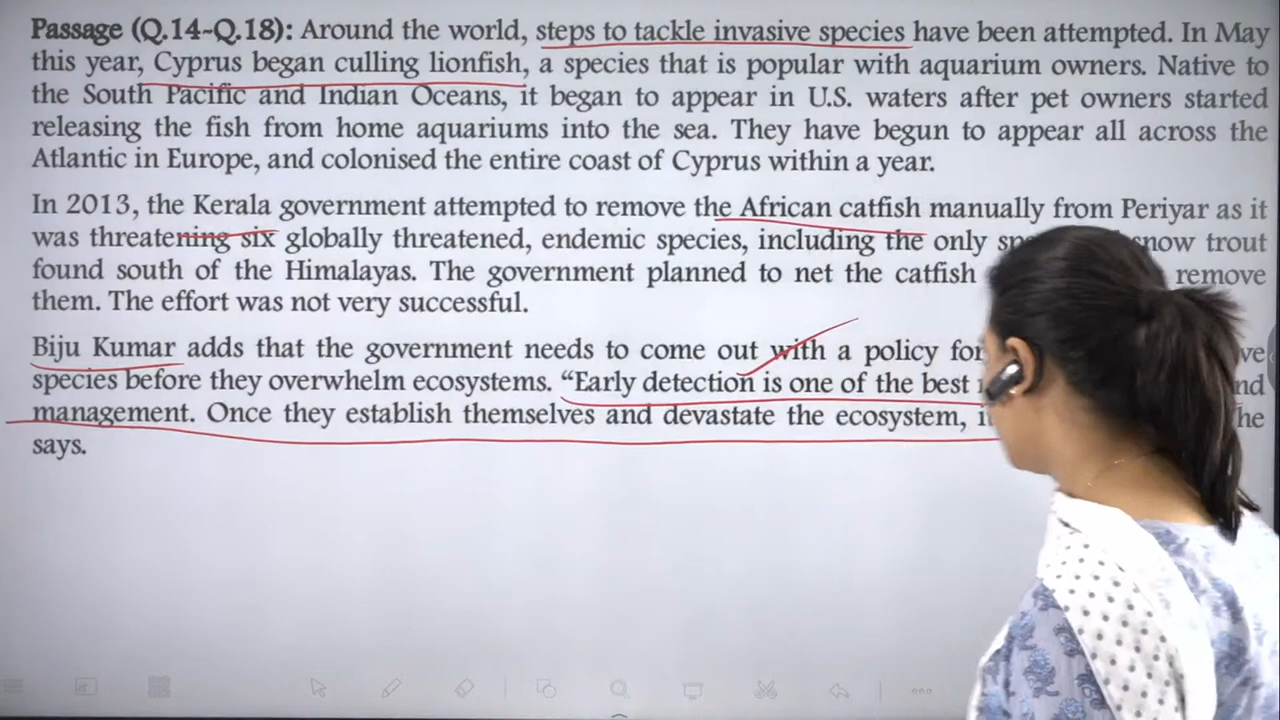 Passage (Q.14-Q.18): Around the world, steps to tackle invasive species have been attempted. In May
this year, Cyprus began culling lionfish, a species that is popular with aquarium owners. Native to
the South Pacific and Indian Oceans, it began to appear in U.S. waters after pet owners started
releasing the fish from home aquariums into the sea. They have begun to appear all across the
Atlantic in Europe, and colonised the entire coast of Cyprus within a year.
In 2013, the Kerala government attempted to remove the African catfish manually from Periyar as it
was threatening six globally threatened, endemic species, including the only snow trout
found south of the Himalayas. The government planned to net the catfish remove
them. The effort was not very successful.
Biju Kumar adds that the government needs to come out with a policy for
species before they overwhelm ecosystems. “Early detection is one of the best
management. Once they establish themselves and devastate the ecosystem, he
says.